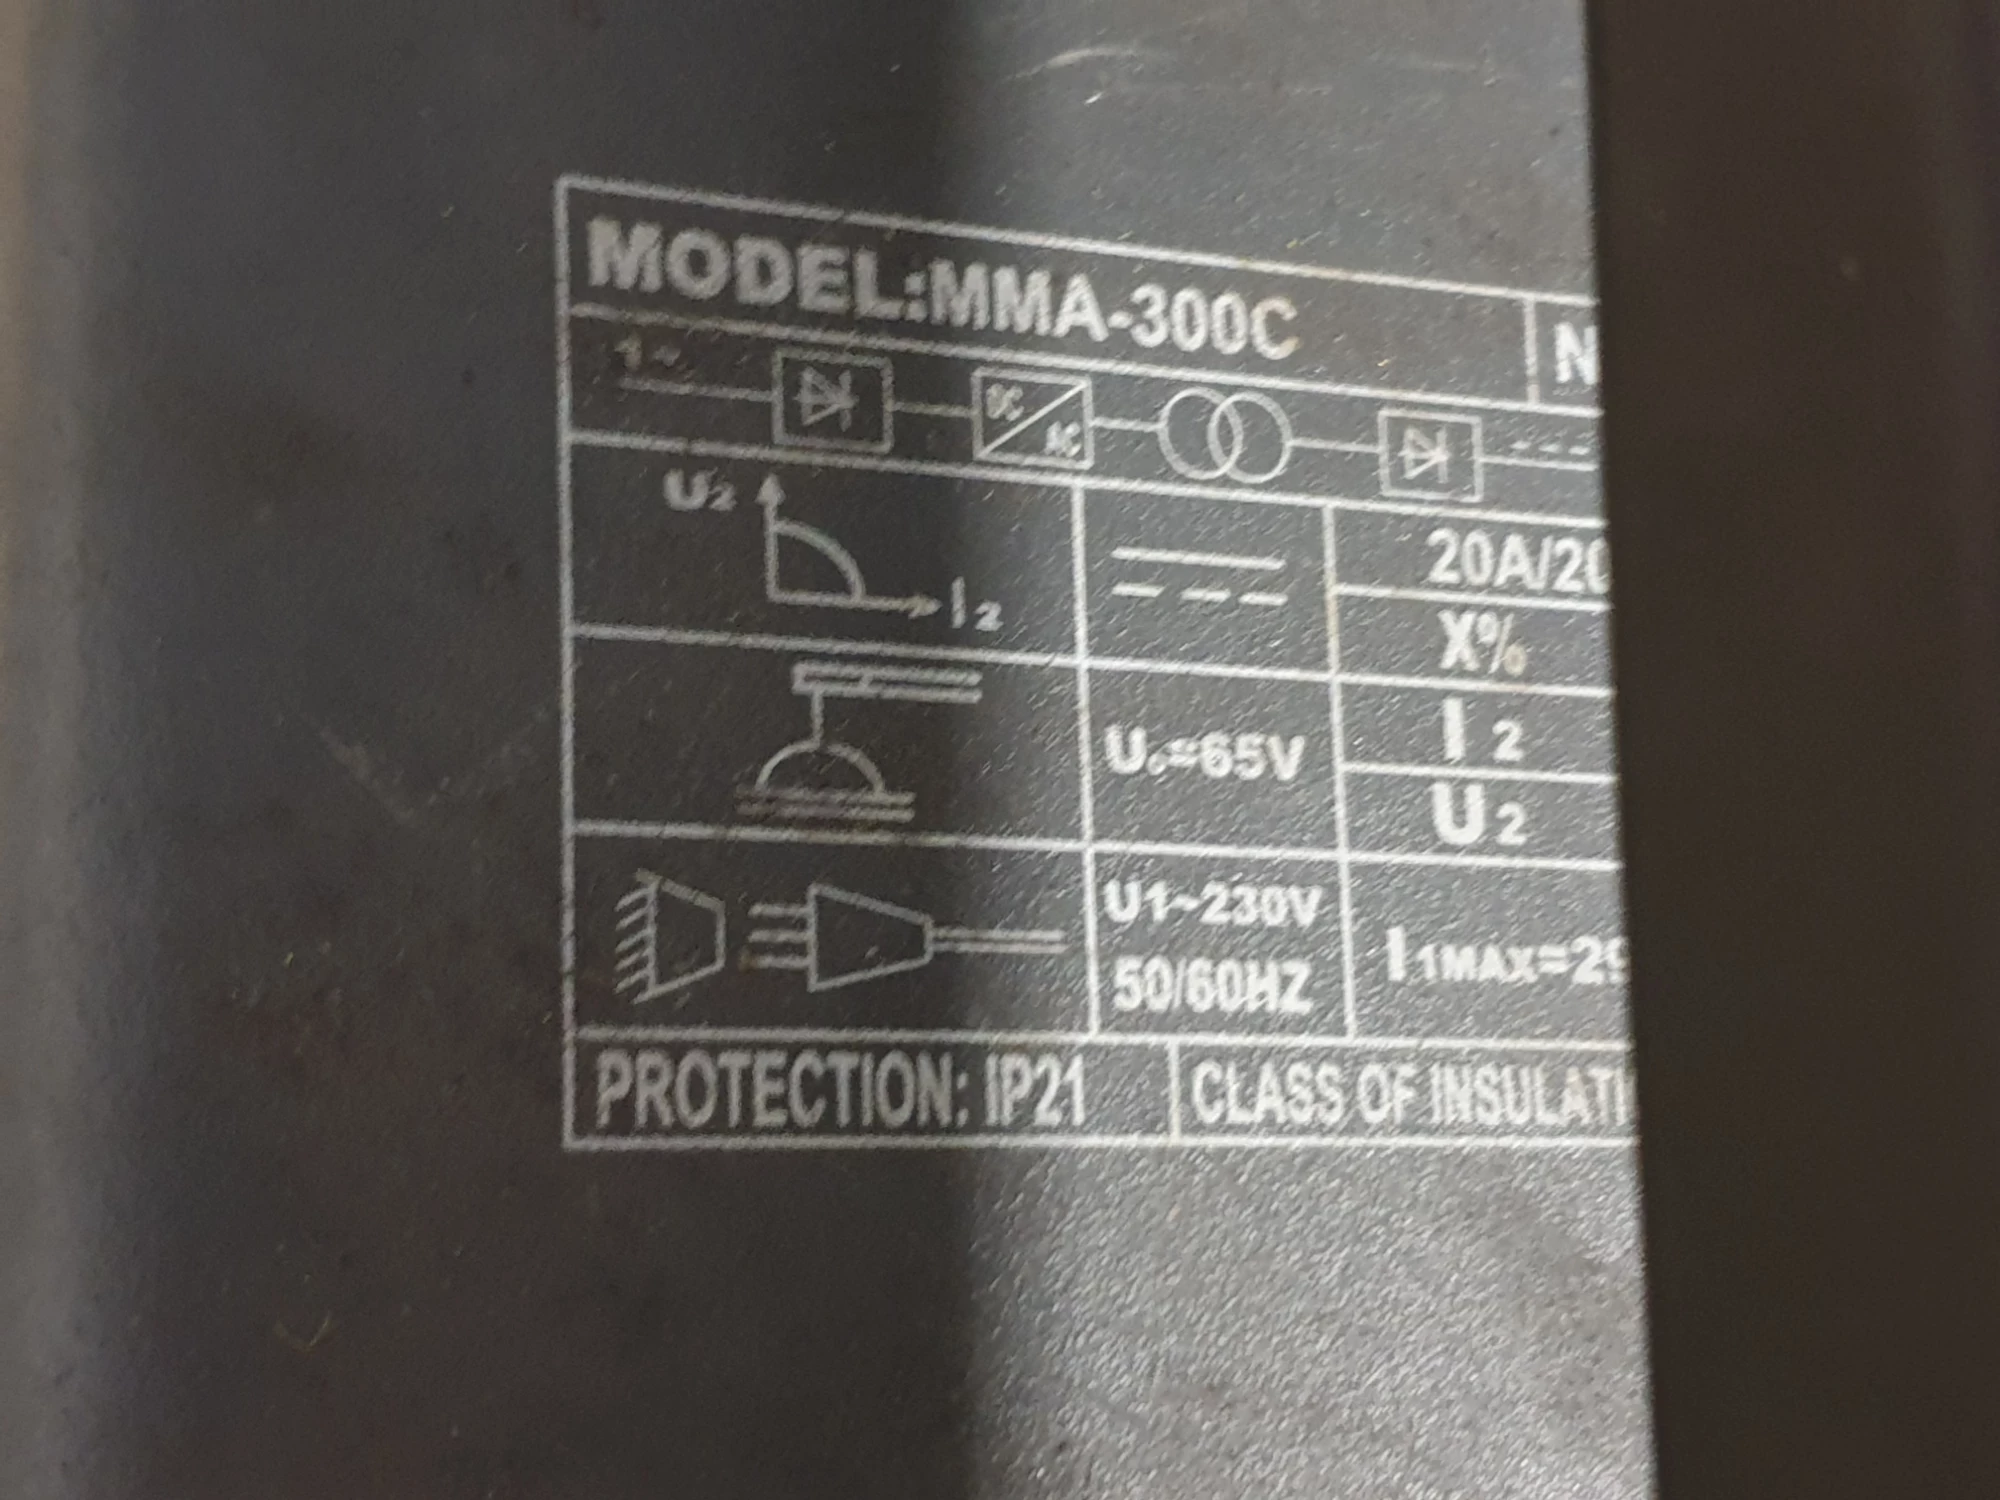 MODEL:MMA-300C
N
1~
DC
AC
U2
I2
20A/20
X%
I2
U₀=65V
U2
U1~230V
50/60HZ
I1MAX=29
PROTECTION: IP21
CLASS OF INSULATI